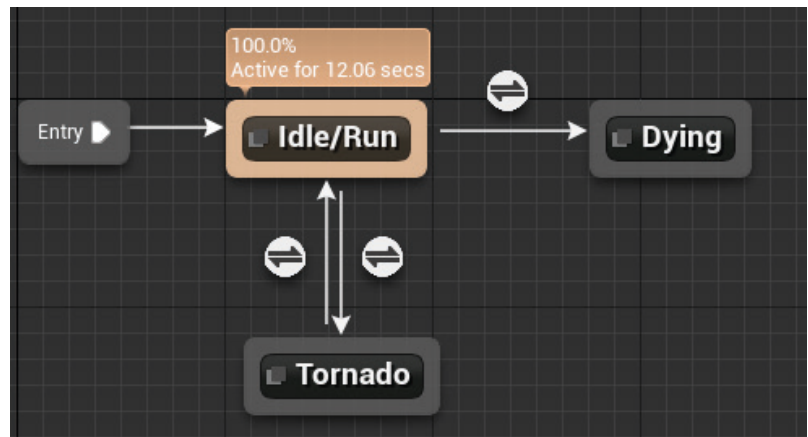 100.0%
Active for 12.06 secs
Entry
Idle/Run
Dying
Tornado